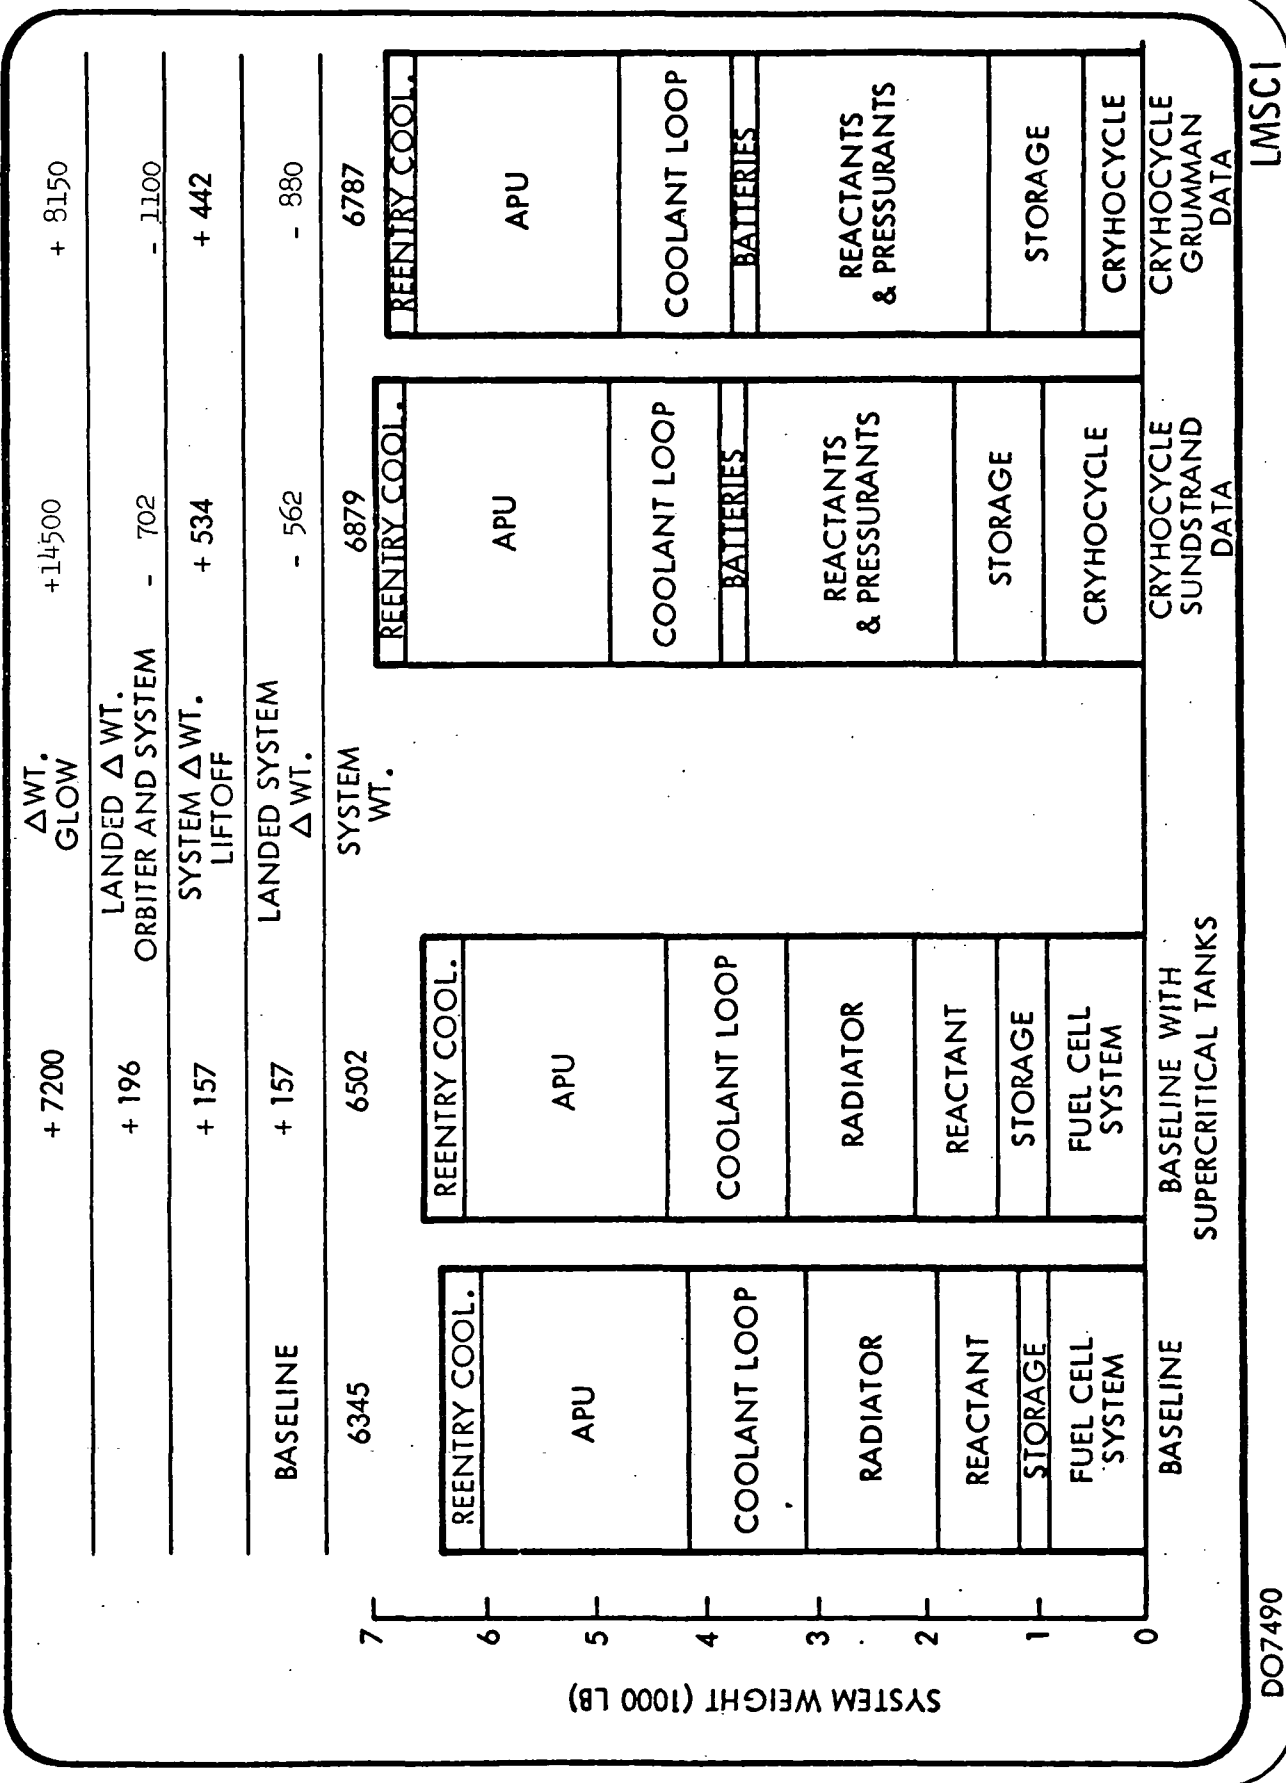 ΔWT.
GLOW
+ 7200
+14500
+ 8150
LANDED Δ WT.
ORBITER AND SYSTEM
+ 196
- 702
- 1100
SYSTEM Δ WT.
LIFTOFF
+ 157
+ 534
+ 442
LANDED SYSTEM
Δ WT.
BASELINE
+ 157
- 562
- 880
SYSTEM
WT.
6345
6502
6879
6787
SYSTEM WEIGHT (1000 LB)
7
6
5
4
3
2
1
0
REENTRY COOL.
APU
COOLANT LOOP
RADIATOR
REACTANT
STORAGE
FUEL CELL
SYSTEM
BASELINE
REENTRY COOL.
APU
COOLANT LOOP
RADIATOR
REACTANT
STORAGE
FUEL CELL
SYSTEM
BASELINE WITH
SUPERCRITICAL TANKS
REENTRY COOL.
APU
COOLANT LOOP
BATTERIES
REACTANTS
& PRESSURANTS
STORAGE
CRYHOCYCLE
CRYHOCYCLE
SUNDSTRAND
DATA
REENTRY COOL.
APU
COOLANT LOOP
BATTERIES
REACTANTS
& PRESSURANTS
STORAGE
CRYHOCYCLE
CRYHOCYCLE
GRUMMAN
DATA
DO7490
LMSCI